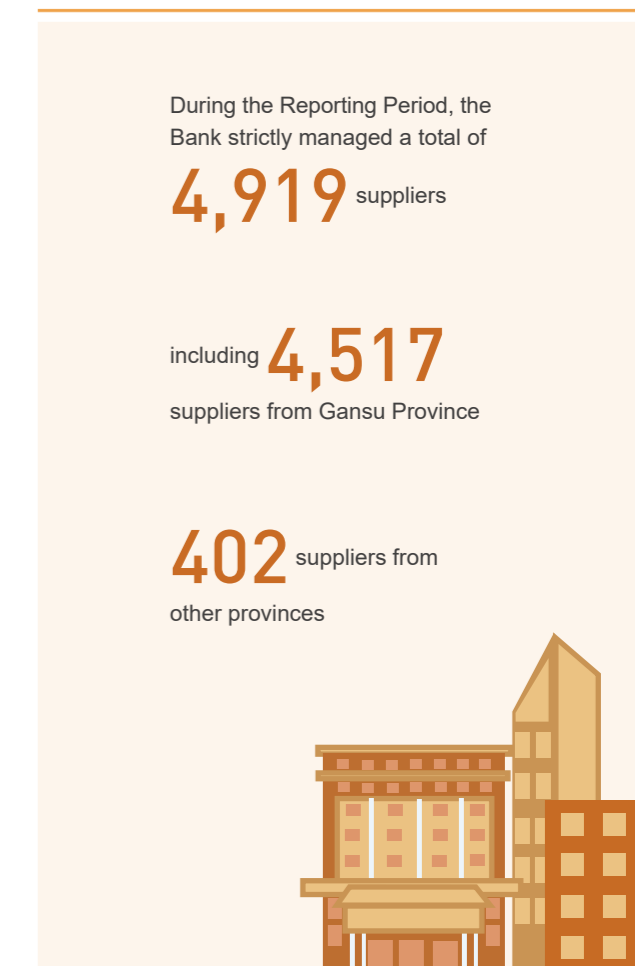 During the Reporting Period, the
Bank strictly managed a total of
4,919 suppliers
including 4,517
suppliers from Gansu Province
402 suppliers from
other provinces